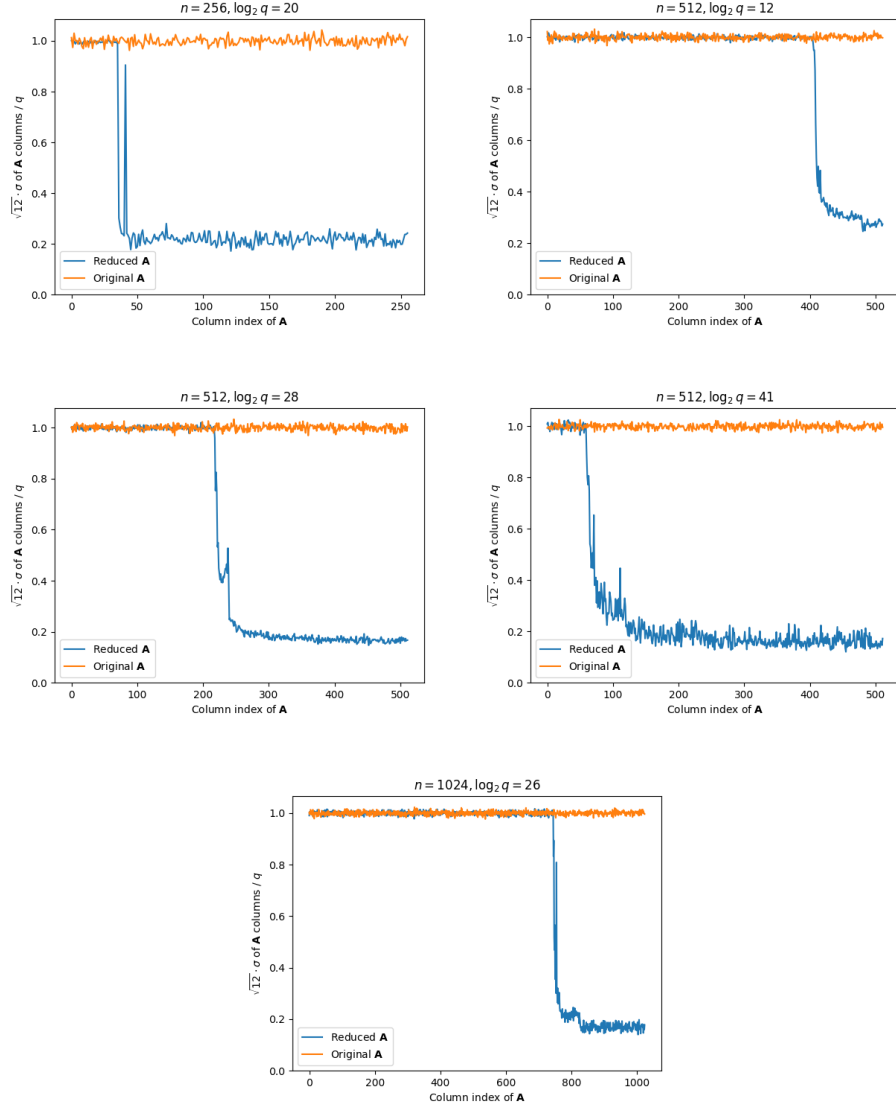 n = 256, log₂ q = 20
√12 · σ of A columns / q
1.0
0.8
0.6
0.4
0.2
0.0
Reduced A
Original A
0 50 100 150 200 250
Column index of A
n = 512, log₂ q = 12
√12 · σ of A columns / q
1.0
0.8
0.6
0.4
0.2
0.0
Reduced A
Original A
0 100 200 300 400 500
Column index of A
n = 512, log₂ q = 28
√12 · σ of A columns / q
1.0
0.8
0.6
0.4
0.2
0.0
Reduced A
Original A
0 100 200 300 400 500
Column index of A
n = 512, log₂ q = 41
√12 · σ of A columns / q
1.0
0.8
0.6
0.4
0.2
0.0
Reduced A
Original A
0 100 200 300 400 500
Column index of A
n = 1024, log₂ q = 26
√12 · σ of A columns / q
1.0
0.8
0.6
0.4
0.2
0.0
Reduced A
Original A
0 200 400 600 800 1000
Column index of A